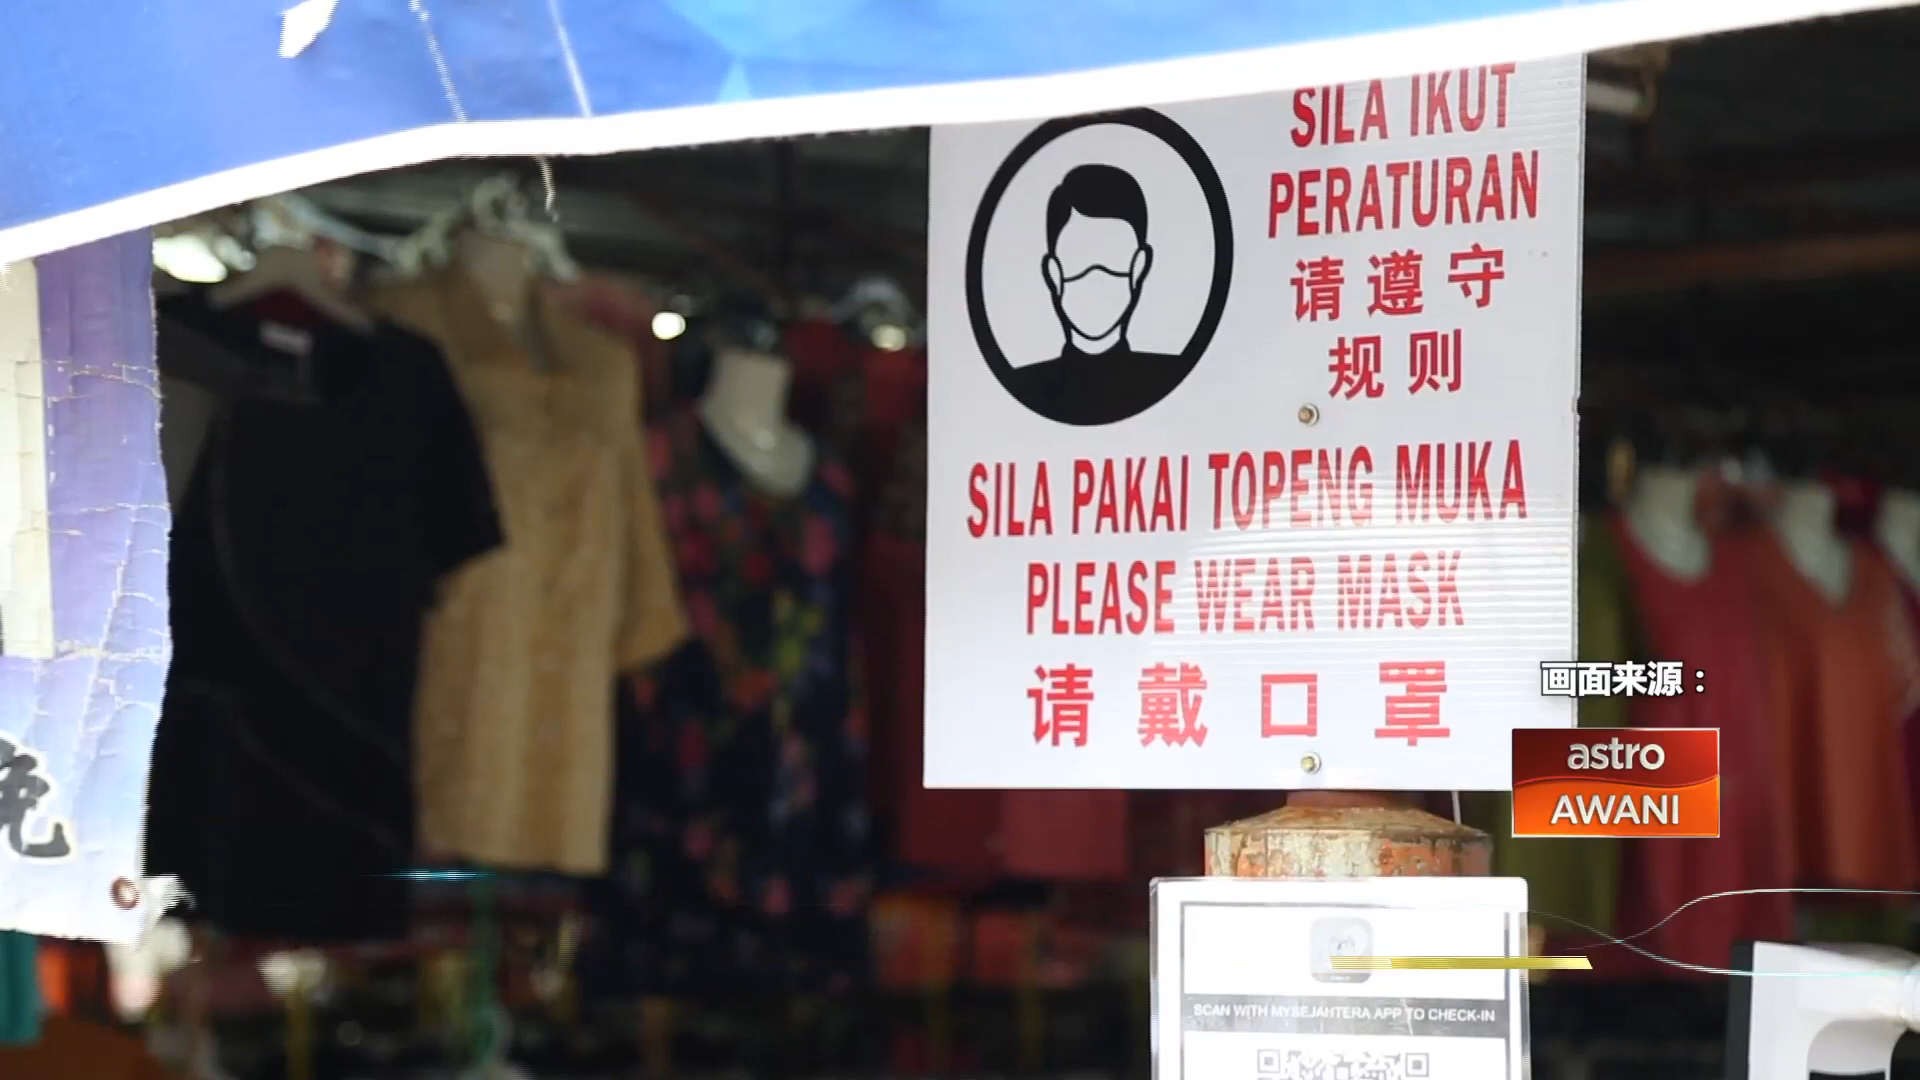 SILA IKUT
PERATURAN
请遵守
规则
SILA PAKAI TOPENG MUKA
PLEASE WEAR MASK
请戴口罩
画面来源：
astro
AWANI
SCAN WITH MYSEJAHTERA APP TO CHECK-IN